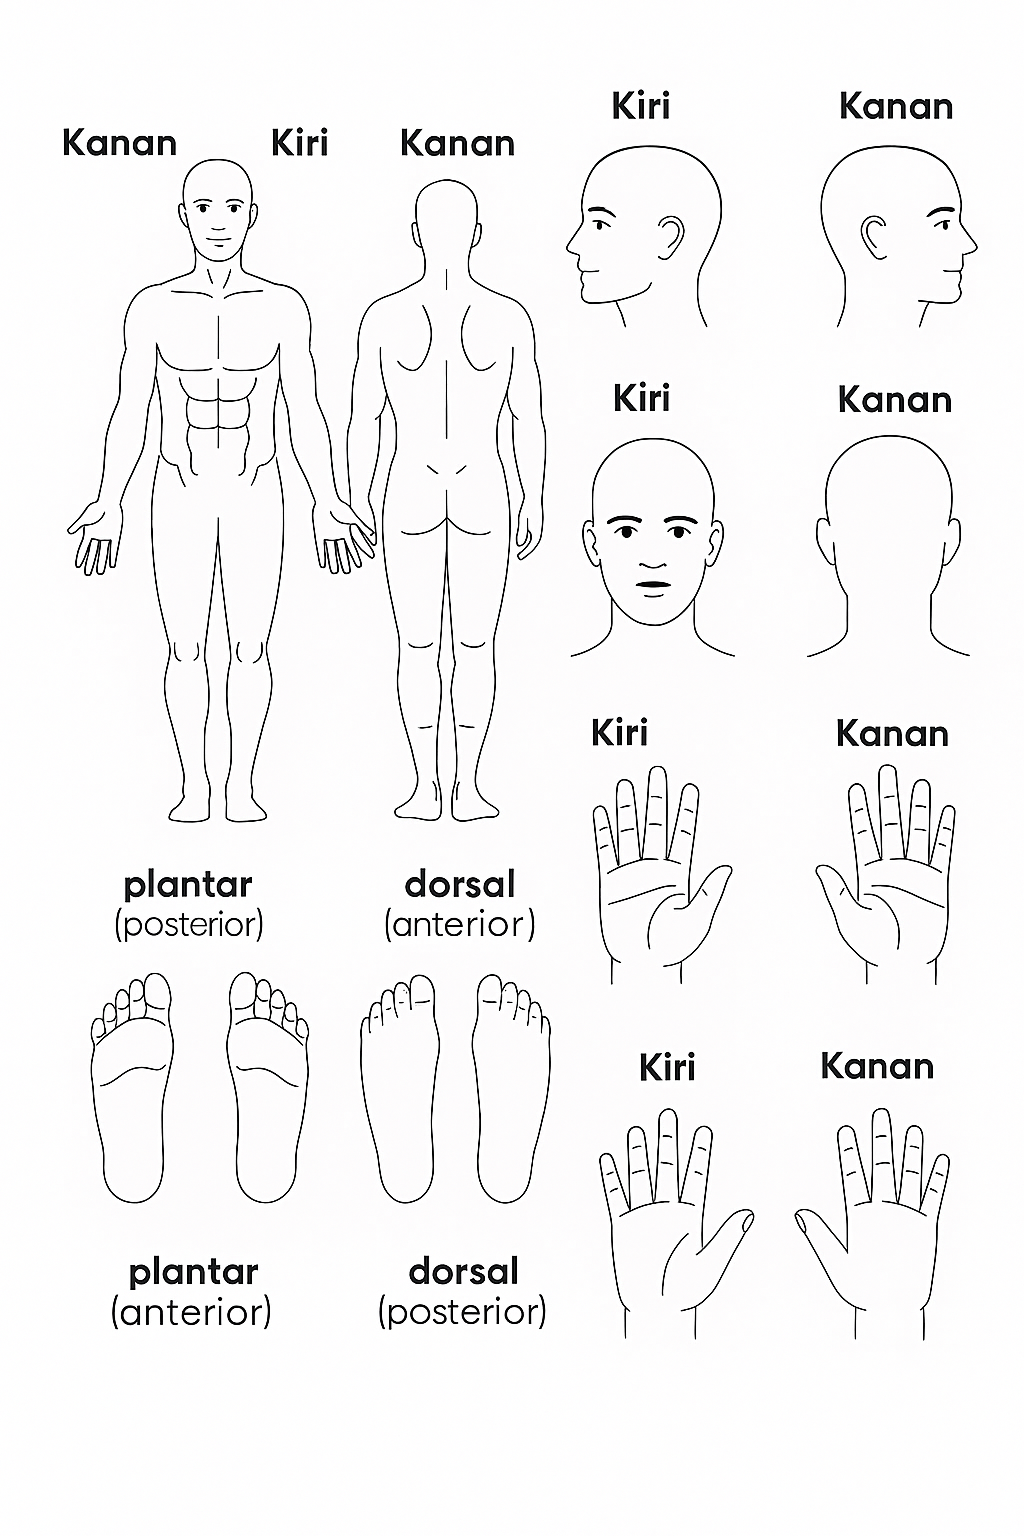 Kanan
Kiri
Kanan
Kiri
Kanan
Kiri
Kanan
Kiri
Kanan
plantar
(posterior)
dorsal
(anterior)
Kiri
Kanan
plantar
(anterior)
dorsal
(posterior)